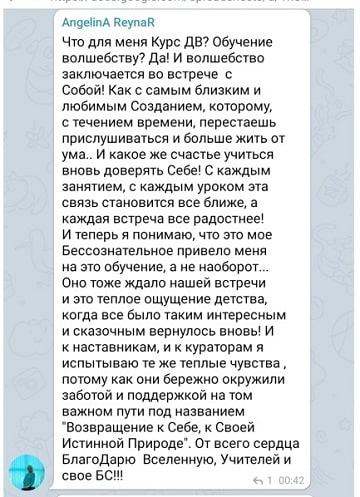 AngelinA ReynaR
Что для меня Курс ДВ? Обучение
волшебству? Да! И волшебство
заключается во встрече  с
Собой! Как с самым близким и
любимым Созданием, которому,
с течением времени, перестаешь
прислушиваться и больше жить от
ума.. И какое же счастье учиться
вновь доверять Себе! С каждым
занятием, с каждым уроком эта
связь становится все ближе, а
каждая встреча все радостнее!
И теперь я понимаю, что это мое
Бессознательное привело меня
на это обучение, а не наоборот...
Оно тоже ждало нашей встречи
и это теплое ощущение детства,
когда все было таким интересным
и сказочным вернулось вновь! И
к наставникам, и к кураторам я
испытываю те же теплые чувства ,
потому как они бережно окружили
заботой и поддержкой на том
важном пути под названием
"Возвращение к Себе, к Своей
Истинной Природе". От всего сердца
БлагоДарю  Вселенную, Учителей и
свое БС!!!
1 00:42